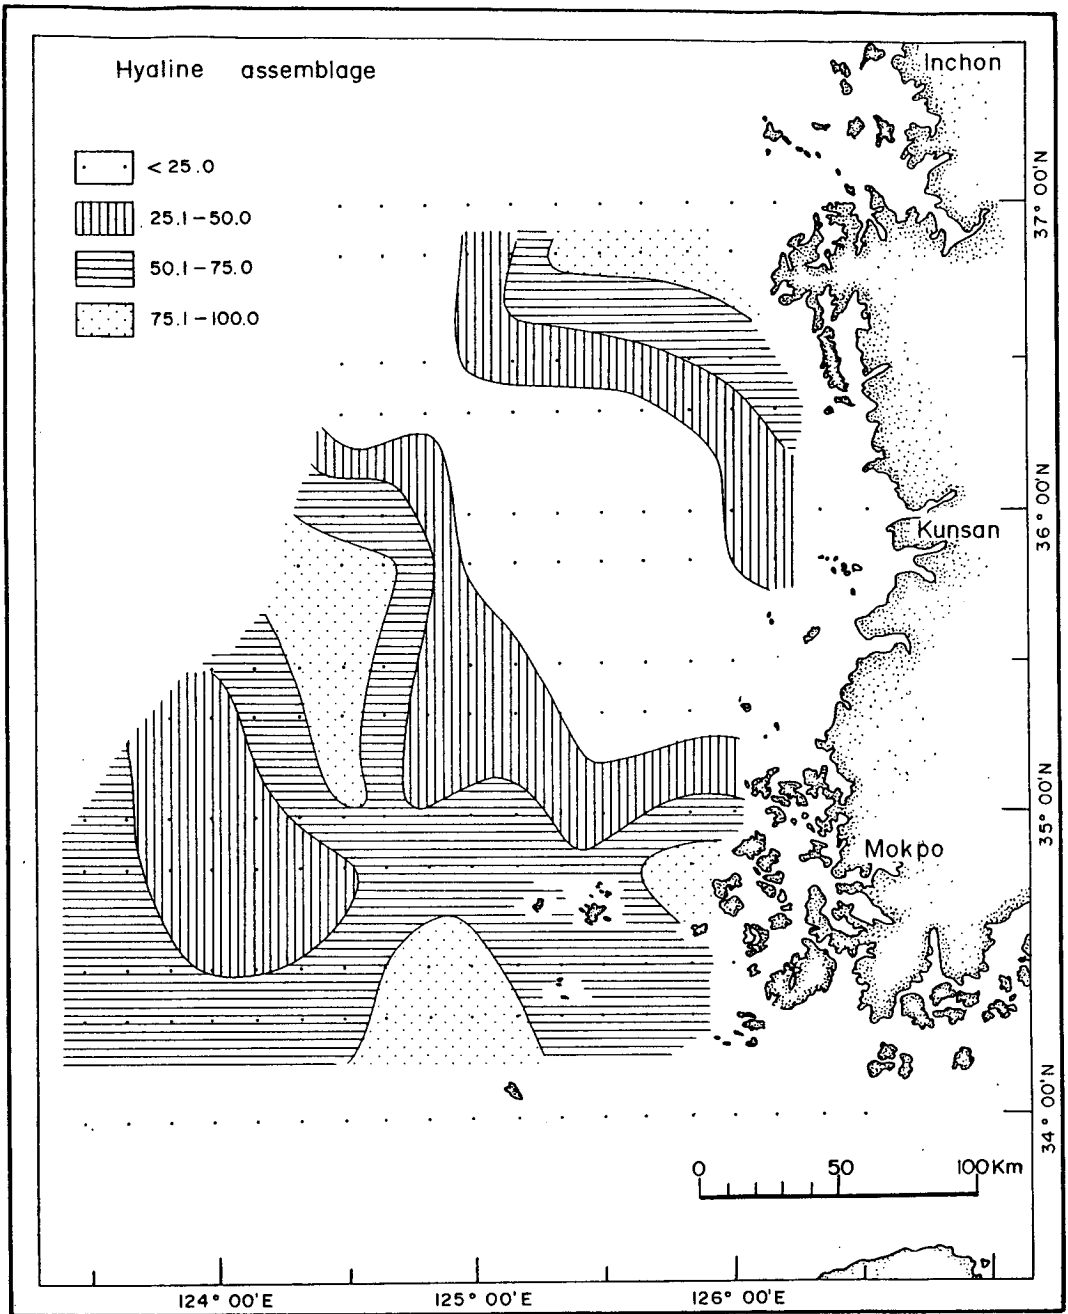 Hyaline assemblage
< 25.0
25.1-50.0
50.1-75.0
75.1-100.0
Inchon
37° 00'N
36° 00'N
Kunsan
35° 00'N
Mokpo
34° 00'N
0 50 100Km
124° 00'E 125° 00'E 126° 00'E